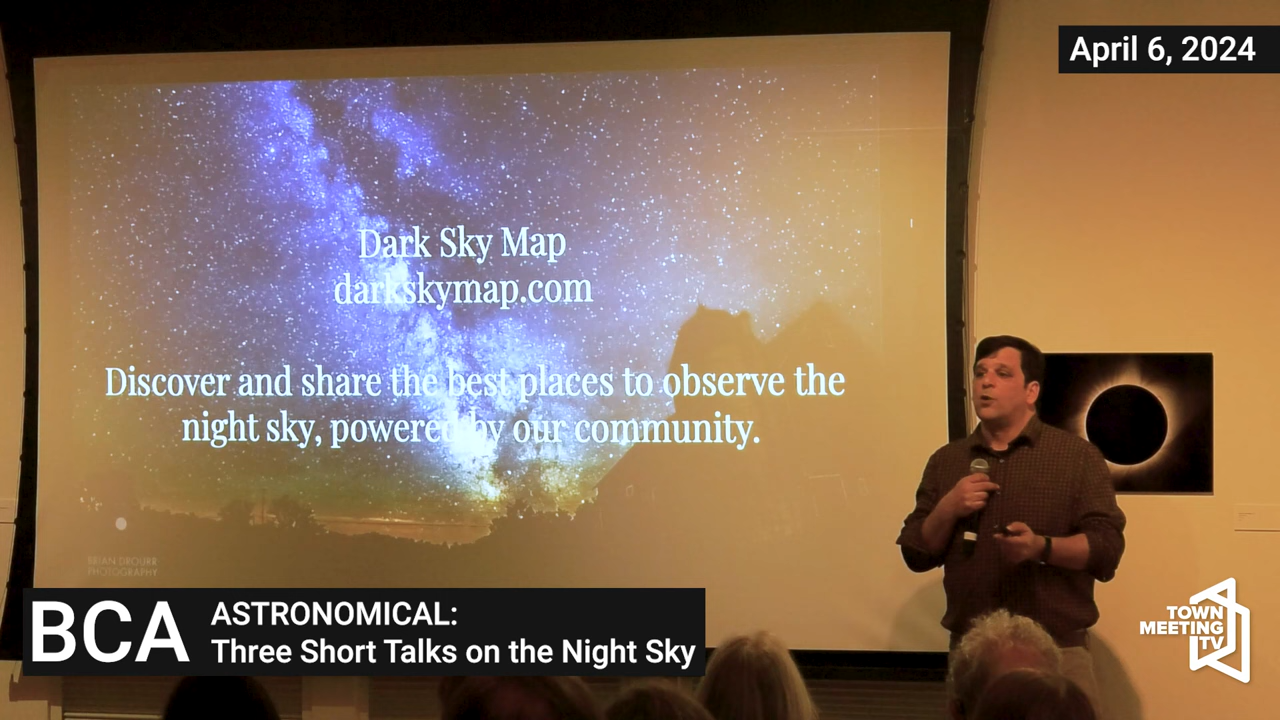 April 6, 2024
Dark Sky Map
darkskymap.com
Discover and share the best places to observe the
night sky, powered by our community.
BRIAN DROURR
PHOTOGRAPHY
BCA
ASTRONOMICAL:
Three Short Talks on the Night Sky
TOWN
MEETING
TV